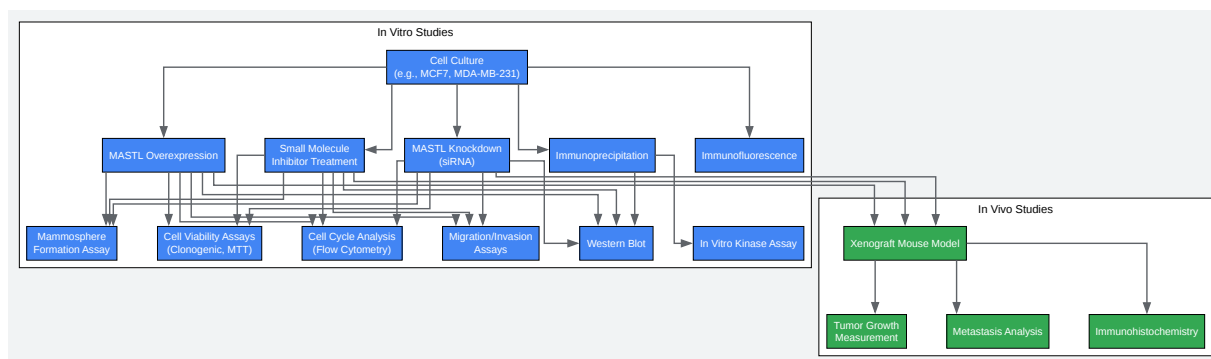 In Vitro Studies
Cell Culture
(e.g., MCF7, MDA-MB-231)
MASTL Overexpression
Small Molecule
Inhibitor Treatment
MASTL Knockdown
(siRNA)
Immunoprecipitation
Immunofluorescence
Mammosphere
Formation Assay
Cell Viability Assays
(Clonogenic, MTT)
Cell Cycle Analysis
(Flow Cytometry)
Migration/Invasion
Assays
Western Blot
In Vitro Kinase Assay
In Vivo Studies
Xenograft Mouse Model
Tumor Growth
Measurement
Metastasis Analysis
Immunohistochemistry